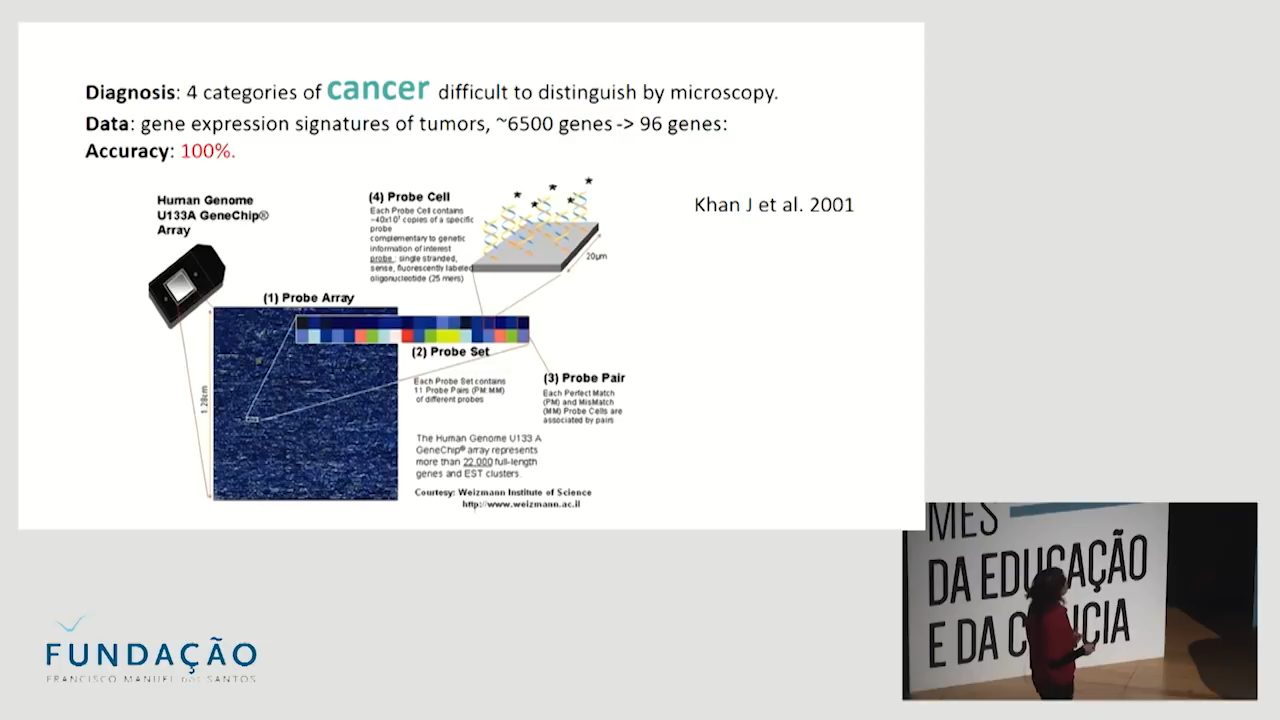 Diagnosis: 4 categories of cancer difficult to distinguish by microscopy.
Data: gene expression signatures of tumors, ~6500 genes -> 96 genes:
Accuracy: 100%.
Khan J et al. 2001
Human Genome
U133A GeneChip®
Array
(4) Probe Cell
Each Probe Cell contains
copies of a specific
probe
complementary to genetic
information of interest
probe : single stranded,
sense, fluorescently labeled
oligonucleotide (25 mers)
20µm
(1) Probe Array
1.28cm
(2) Probe Set
Each Probe Set contains
11 Probe Pairs (PM:MM)
of different probes
(3) Probe Pair
Each Perfect Match
(PM) and MisMatch
(MM) Probe Cells are
associated by pairs
The Human Genome U133 A
GeneChip® array represents
more than 22,000 full-length
genes and EST clusters.
Courtesy: Weizmann Institute of Science
http://www.weizmann.ac.il
MÊS
DA EDUCAÇÃO
E DA CIA
FUNDAÇÃO
FRANCISCO MANUEL DOS SANTOS